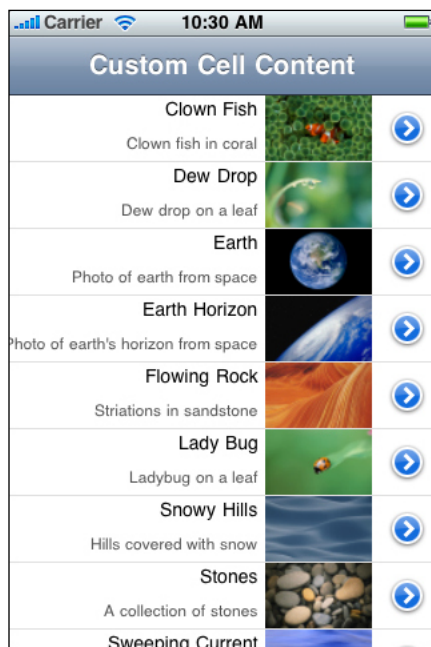 Carrier 10:30 AM
Custom Cell Content
Clown Fish
Clown fish in coral
Dew Drop
Dew drop on a leaf
Earth
Photo of earth from space
Earth Horizon
Photo of earth's horizon from space
Flowing Rock
Striations in sandstone
Lady Bug
Ladybug on a leaf
Snowy Hills
Hills covered with snow
Stones
A collection of stones
Sweeping Current